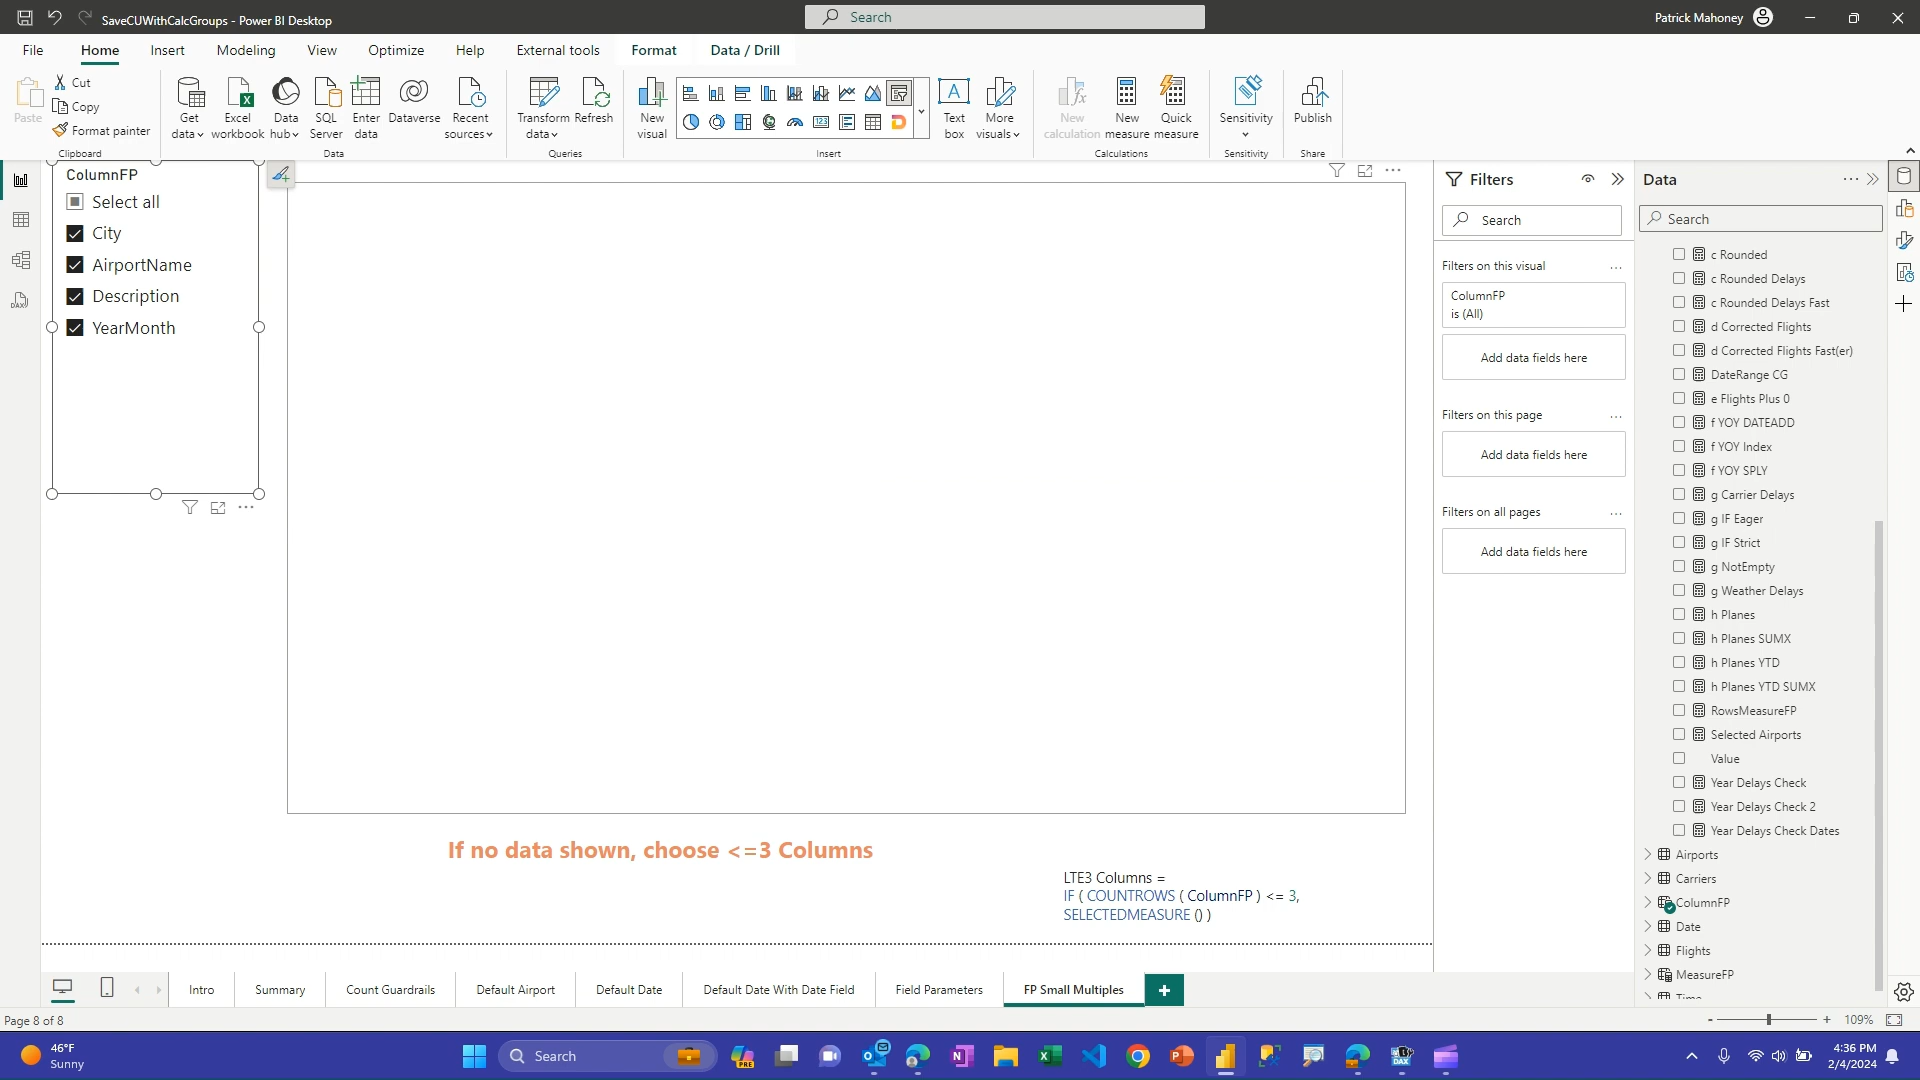 SaveCUWithCalcGroups - Power BI Desktop
Search
Patrick Mahoney
File
Home
Insert
Modeling
View
Optimize
Help
External tools
Format
Data / Drill
Paste
Cut
Copy
Format painter
Clipboard
Get data
Excel workbook
Data hub
SQL Server
Enter data
Dataverse
Recent sources
Data
Transform data
Refresh
Queries
New visual
Text box
More visuals
Insert
New calculation
New measure
Quick measure
Calculations
Sensitivity
Sensitivity
Publish
Share
ColumnFP
Select all
City
AirportName
Description
YearMonth
If no data shown, choose <=3 Columns
LTE3 Columns =
IF ( COUNTROWS ( ColumnFP ) <= 3,
SELECTEDMEASURE () )
Filters
Search
Filters on this visual
ColumnFP
is (All)
Add data fields here
Filters on this page
Add data fields here
Filters on all pages
Add data fields here
Data
Search
c Rounded
c Rounded Delays
c Rounded Delays Fast
d Corrected Flights
d Corrected Flights Fast(er)
DateRange CG
e Flights Plus 0
f YOY DATEADD
f YOY Index
f YOY SPLY
g Carrier Delays
g IF Eager
g IF Strict
g NotEmpty
g Weather Delays
h Planes
h Planes SUMX
h Planes YTD
h Planes YTD SUMX
RowsMeasureFP
Selected Airports
Value
Year Delays Check
Year Delays Check 2
Year Delays Check Dates
Airports
Carriers
ColumnFP
Date
Flights
MeasureFP
Time
Intro
Summary
Count Guardrails
Default Airport
Default Date
Default Date With Date Field
Field Parameters
FP Small Multiples
Page 8 of 8
109%
46°F
Sunny
Search
4:36 PM
2/4/2024